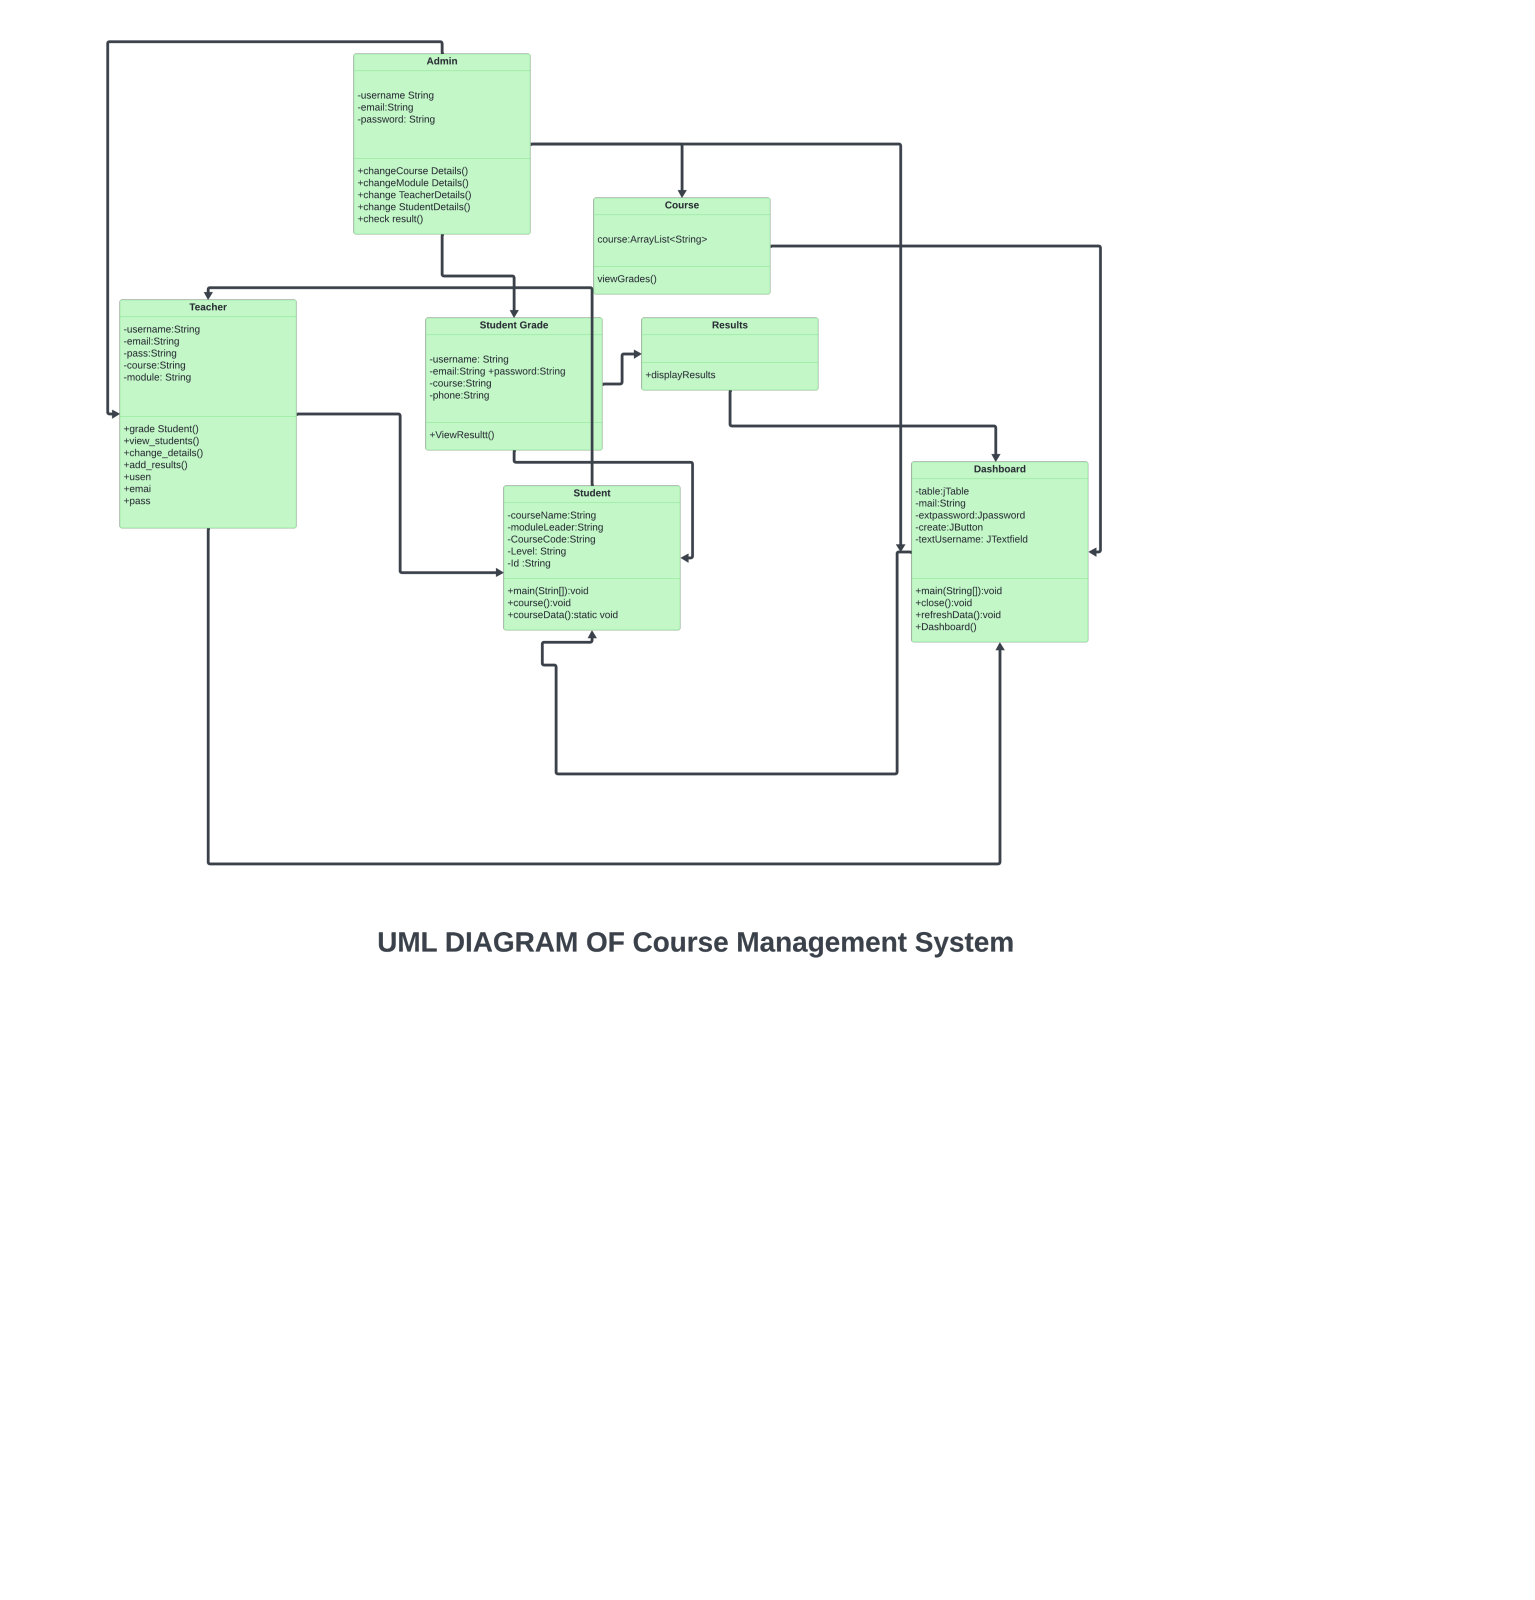 Admin
-username String
-email:String
-password: String
+changeCourse Details()
+changeModule Details()
+change TeacherDetails()
+change StudentDetails()
+check result()
Course
course:ArrayList<String>
viewGrades()
Teacher
-username:String
-email:String
-pass:String
-course:String
-module: String
+grade Student()
+view_students()
+change_details()
+add_results()
+usen
+emai
+pass
Student Grade
-username: String
-email:String +password:String
-course:String
-phone:String
+ViewResultt()
Results
+displayResults
Student
-courseName:String
-moduleLeader:String
-CourseCode:String
-Level: String
-Id :String
+main(Strin[]):void
+course():void
+courseData():static void
Dashboard
-table:jTable
-mail:String
-extpassword:Jpassword
-create:JButton
-textUsername: JTextfield
+main(String[]):void
+close():void
+refreshData():void
+Dashboard()
UML DIAGRAM OF Course Management System